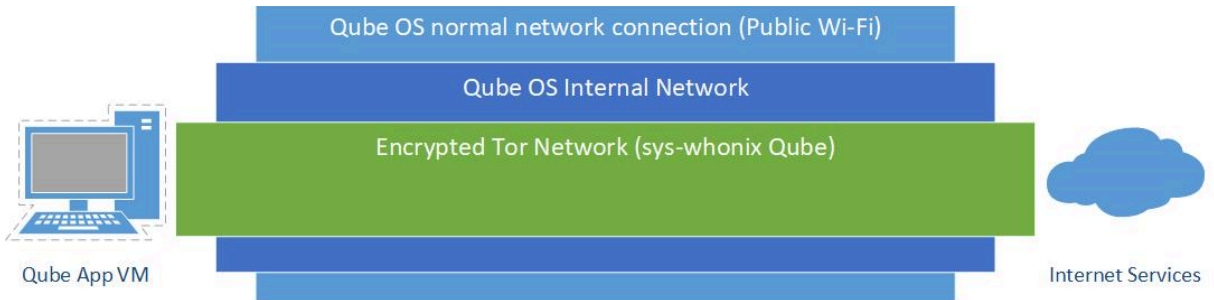 Qube OS normal network connection (Public Wi-Fi)
Qube OS Internal Network
Encrypted Tor Network (sys-whonix Qube)
Qube App VM
Internet Services